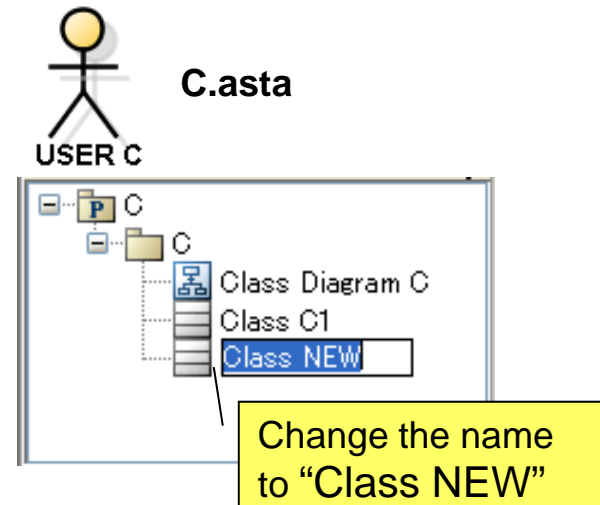 C.asta
USER C
P C
C
Class Diagram C
Class C1
Class NEW
Change the name
to “Class NEW”